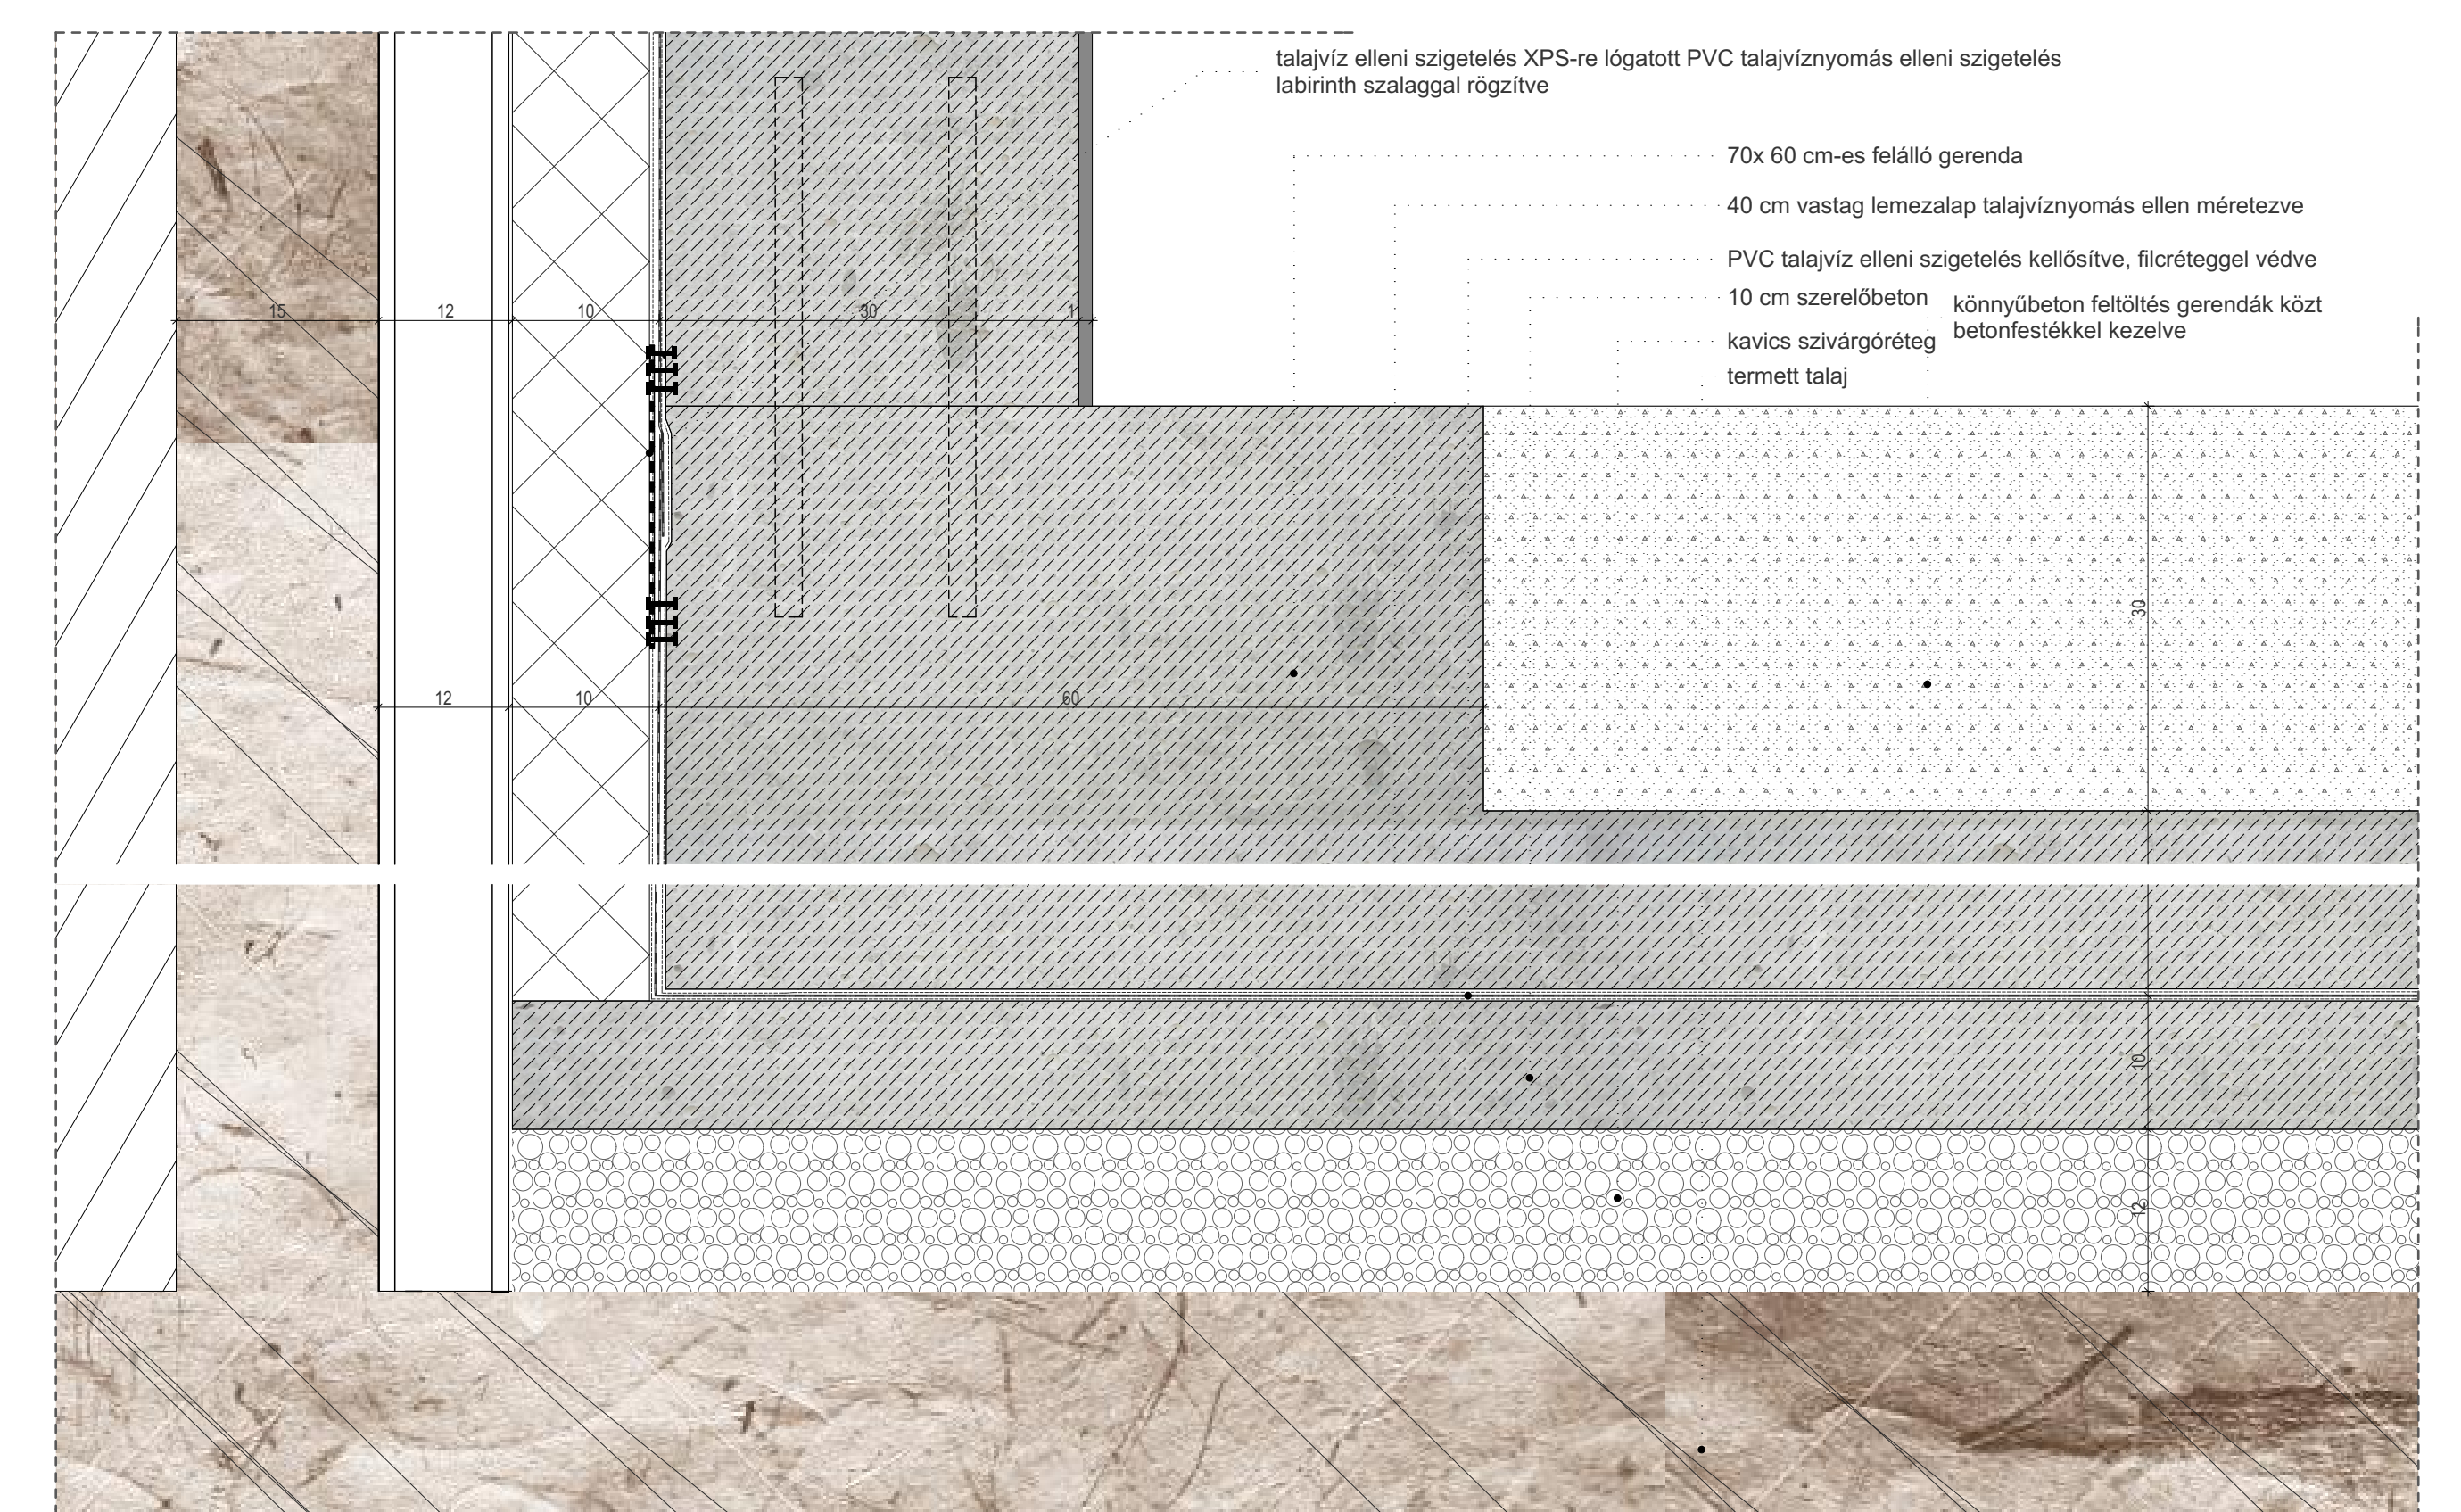 talajvíz elleni szigetelés XPS-re lógatott PVC talajvíznyomás elleni szigetelés
labirinth szalaggal rögzítve
70x 60 cm-es felálló gerenda
40 cm vastag lemezalap talajvíznyomás ellen méretezve
PVC talajvíz elleni szigetelés kellősítve, filcréteggel védve
10 cm szerelőbeton
könnyűbeton feltöltés gerendák közt
betonfestékkel kezelve
kavics szivárgóréteg
termett talaj
15
12
10
30
1
30
12
10
60
10
12